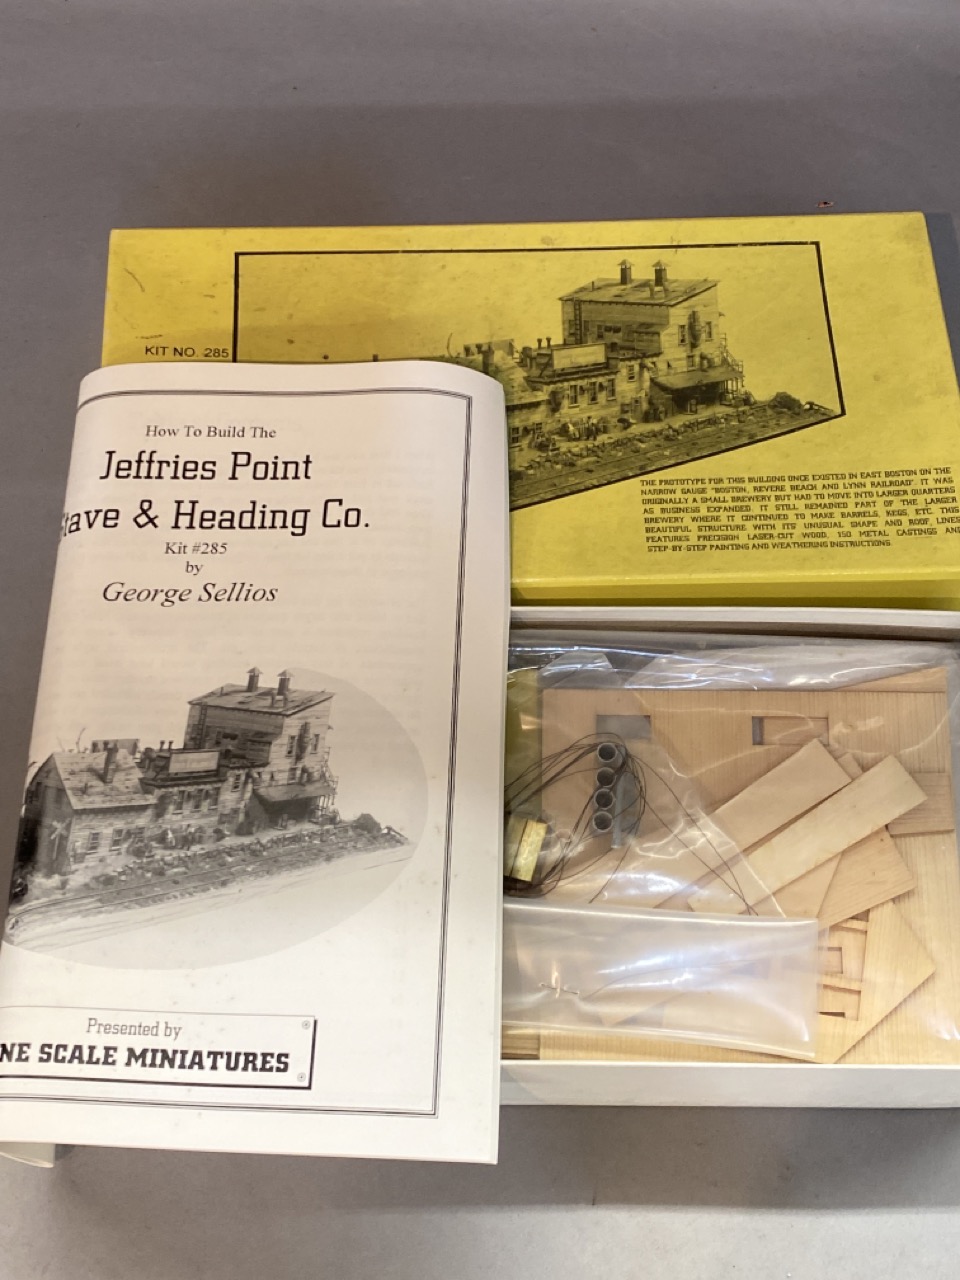 KIT NO. 285
THE PROTOTYPE FOR THIS BUILDING ONCE EXISTED IN EAST BOSTON ON THE
NARROW GAUGE "BOSTON, REVERE BEACH AND LYNN RAILROAD". IT WAS
ORIGINALLY A SMALL BREWERY BUT HAD TO MOVE INTO LARGER QUARTERS
AS BUSINESS EXPANDED. IT STILL REMAINED PART OF THE LARGER
BREWERY WHERE IT CONTINUED TO MAKE BARRELS, KEGS, ETC. THIS
BEAUTIFUL STRUCTURE WITH ITS UNUSUAL SHAPE AND ROOF LINES
FEATURES PRECISION LASER-CUT WOOD, 150 METAL CASTINGS AND
STEP-BY-STEP PAINTING AND WEATHERING INSTRUCTIONS.
How To Build The
Jeffries Point
tave & Heading Co.
Kit #285
by
George Sellios
Presented by
NE SCALE MINIATURES